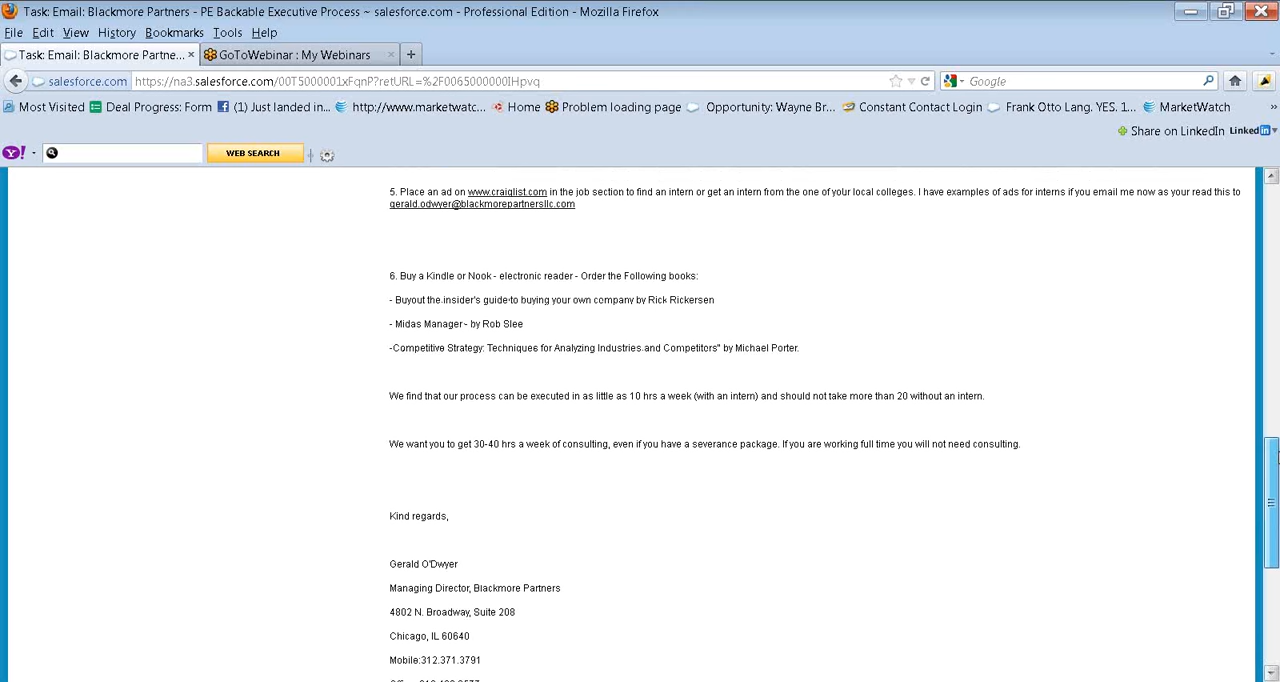 Task: Email: Blackmore Partners - PE Backable Executive Process ~ salesforce.com - Professional Edition - Mozilla Firefox
File Edit View History Bookmarks Tools Help
Task: Email: Blackmore Partne... × GoToWebinar : My Webinars × +
salesforce.com https://na3.salesforce.com/00T5000001xFqnP?retURL=%2F0065000000IHpvq Google
Most Visited Deal Progress: Form (1) Just landed in... http://www.marketwatc... Home Problem loading page Opportunity: Wayne Br... Constant Contact Login Frank Otto Lang. YES. 1... MarketWatch »
Share on LinkedIn Linkedin
Y! WEB SEARCH
5. Place an ad on www.craiglist.com in the job section to find an intern or get an intern from the one of your local colleges. I have examples of ads for interns if you email me now as your read this to
gerald.odwyer@blackmorepartnersllc.com
6. Buy a Kindle or Nook - electronic reader - Order the Following books:
- Buyout the insider's guide to buying your own company by Rick Rickersen
- Midas Manager - by Rob Slee
-Competitive Strategy: Techniques for Analyzing Industries and Competitors" by Michael Porter.
We find that our process can be executed in as little as 10 hrs a week (with an intern) and should not take more than 20 without an intern.
We want you to get 30-40 hrs a week of consulting, even if you have a severance package. If you are working full time you will not need consulting.
Kind regards,
Gerald O'Dwyer
Managing Director, Blackmore Partners
4802 N. Broadway, Suite 208
Chicago, IL 60640
Mobile:312.371.3791